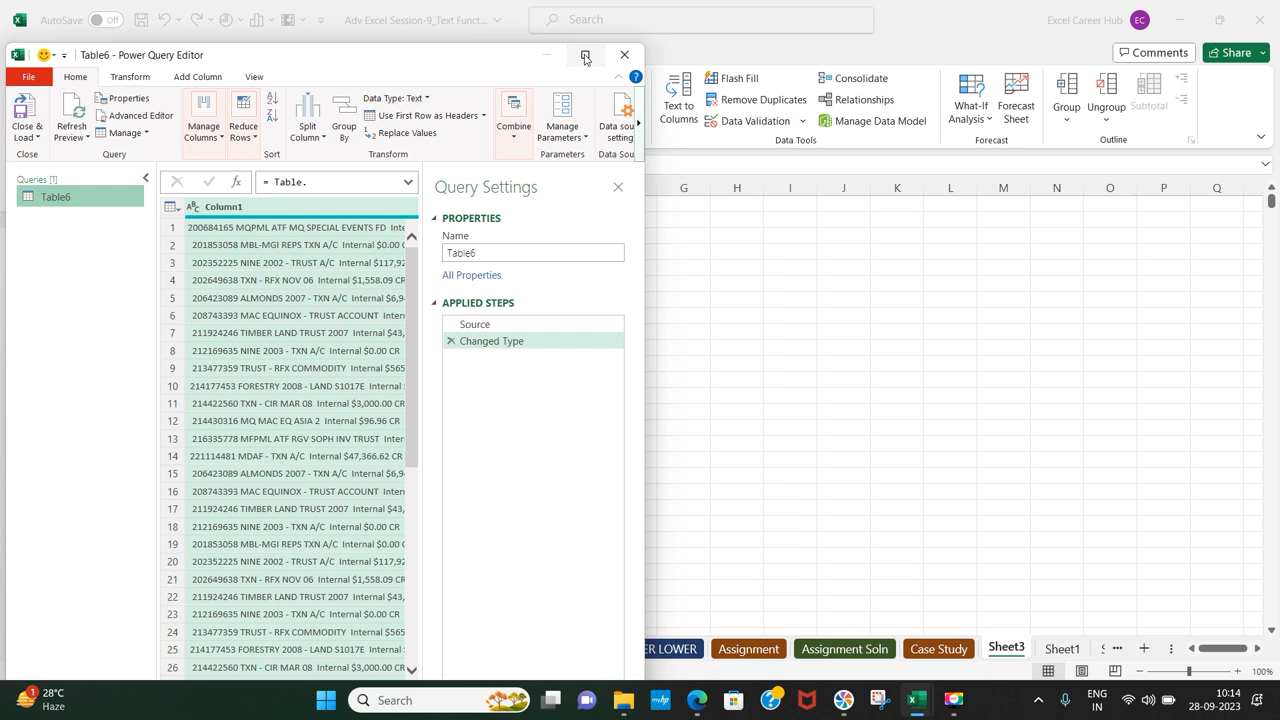 AutoSave Off Adv Excel Session-9_Text Funct... Search Excel Career Hub EC
Table6 - Power Query Editor
Comments Share
File Home Transform Add Column View
Close & Load Refresh Preview Properties Advanced Editor Manage Manage Columns Reduce Rows Split Column Group By Data Type: Text Use First Row as Headers Replace Values Combine Manage Parameters Data sour setting
Close Query Sort Transform Parameters Data Sou
Text to Columns Flash Fill Remove Duplicates Data Validation Consolidate Relationships Manage Data Model What-If Analysis Forecast Sheet Group Ungroup Subtotal
Data Tools Forecast Outline
Queries [1]
Table6
fx = Table.
G H I J K L M N O P Q
ABC Column1
1 200684165 MQPML ATF MQ SPECIAL EVENTS FD Inte
2 201853058 MBL-MGI REPS TXN A/C Internal $0.00 CR
3 202352225 NINE 2002 - TRUST A/C Internal $117,92
4 202649638 TXN - RFX NOV 06 Internal $1,558.09 CR
5 206423089 ALMONDS 2007 - TXN A/C Internal $6,9
6 208743393 MAC EQUINOX - TRUST ACCOUNT Internal
7 211924246 TIMBER LAND TRUST 2007 Internal $43,
8 212169635 NINE 2003 - TXN A/C Internal $0.00 CR
9 213477359 TRUST - RFX COMMODITY Internal $565
10 214177453 FORESTRY 2008 - LAND S1017E Internal
11 214422560 TXN - CIR MAR 08 Internal $3,000.00 CR
12 214430316 MQ MAC EQ ASIA 2 Internal $96.96 CR
13 216335778 MFPML ATF RGV SOPH INV TRUST Inter
14 221114481 MDAF - TXN A/C Internal $47,366.62 CR
15 206423089 ALMONDS 2007 - TXN A/C Internal $6,9
16 208743393 MAC EQUINOX - TRUST ACCOUNT Internal
17 211924246 TIMBER LAND TRUST 2007 Internal $43,
18 212169635 NINE 2003 - TXN A/C Internal $0.00 CR
19 201853058 MBL-MGI REPS TXN A/C Internal $0.00 CR
20 202352225 NINE 2002 - TRUST A/C Internal $117,92
21 202649638 TXN - RFX NOV 06 Internal $1,558.09 CR
22 211924246 TIMBER LAND TRUST 2007 Internal $43,
23 212169635 NINE 2003 - TXN A/C Internal $0.00 CR
24 213477359 TRUST - RFX COMMODITY Internal $565
25 214177453 FORESTRY 2008 - LAND S1017E Internal
26 214422560 TXN - CIR MAR 08 Internal $3,000.00 CR
Query Settings
PROPERTIES
Name
Table6
All Properties
APPLIED STEPS
Source
Changed Type
ER LOWER Assignment Assignment Soln Case Study Sheet3 Sheet1 S
100%
28°C
Haze
1
Search
ENG
IN
10:14
28-09-2023